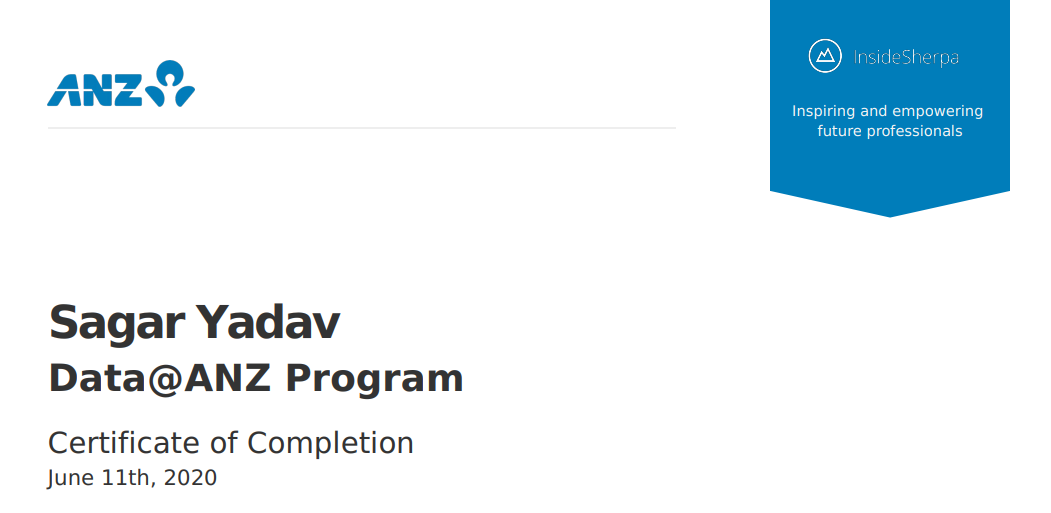 ANZ
InsideSherpa
Inspiring and empowering
future professionals
Sagar Yadav
Data@ANZ Program
Certificate of Completion
June 11th, 2020